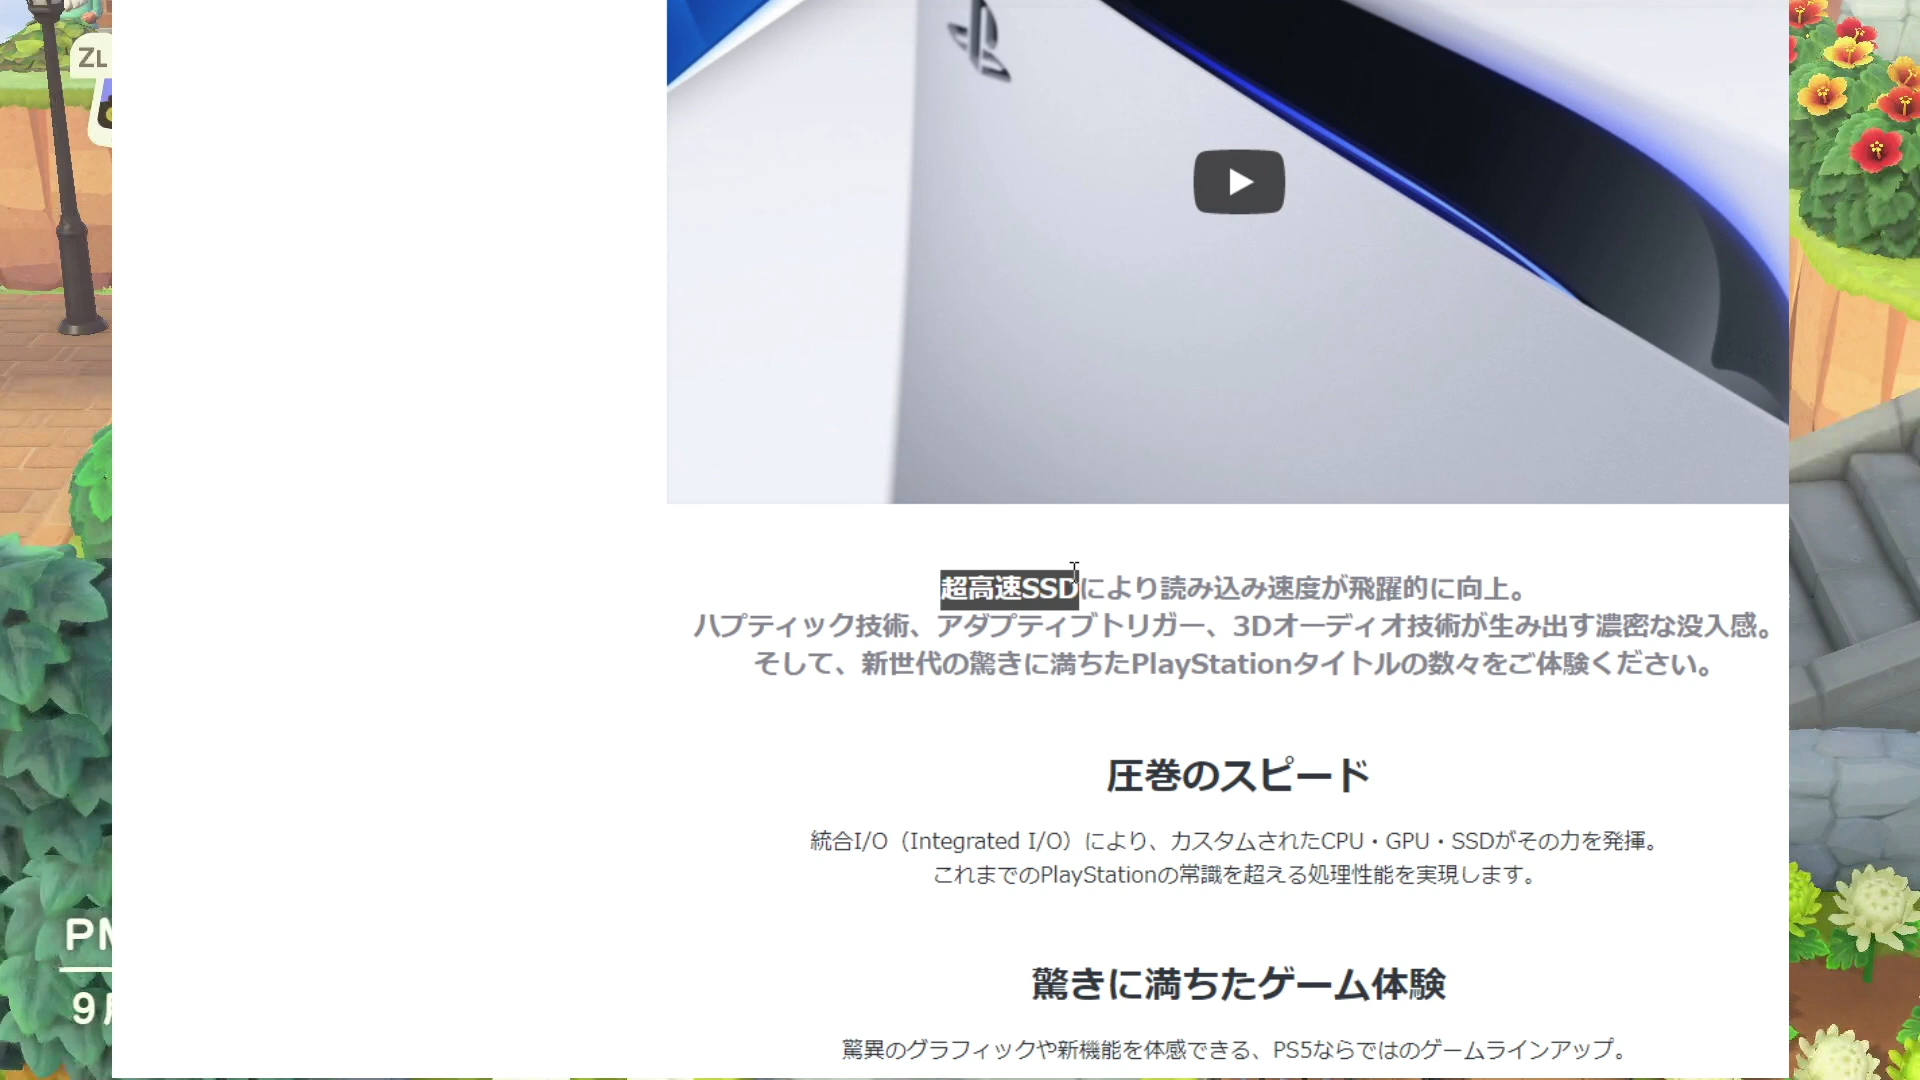 ZL
超高速SSDにより読み込み速度が飛躍的に向上。
ハプティック技術、アダプティブトリガー、3Dオーディオ技術が生み出す濃密な没入感。
そして、新世代の驚きに満ちたPlayStationタイトルの数々をご体験ください。
圧巻のスピード
統合I/O（Integrated I/O）により、カスタムされたCPU・GPU・SSDがその力を発揮。
これまでのPlayStationの常識を超える処理性能を実現します。
PM
驚きに満ちたゲーム体験
9月
驚異のグラフィックや新機能を体感できる、PS5ならではのゲームラインアップ。